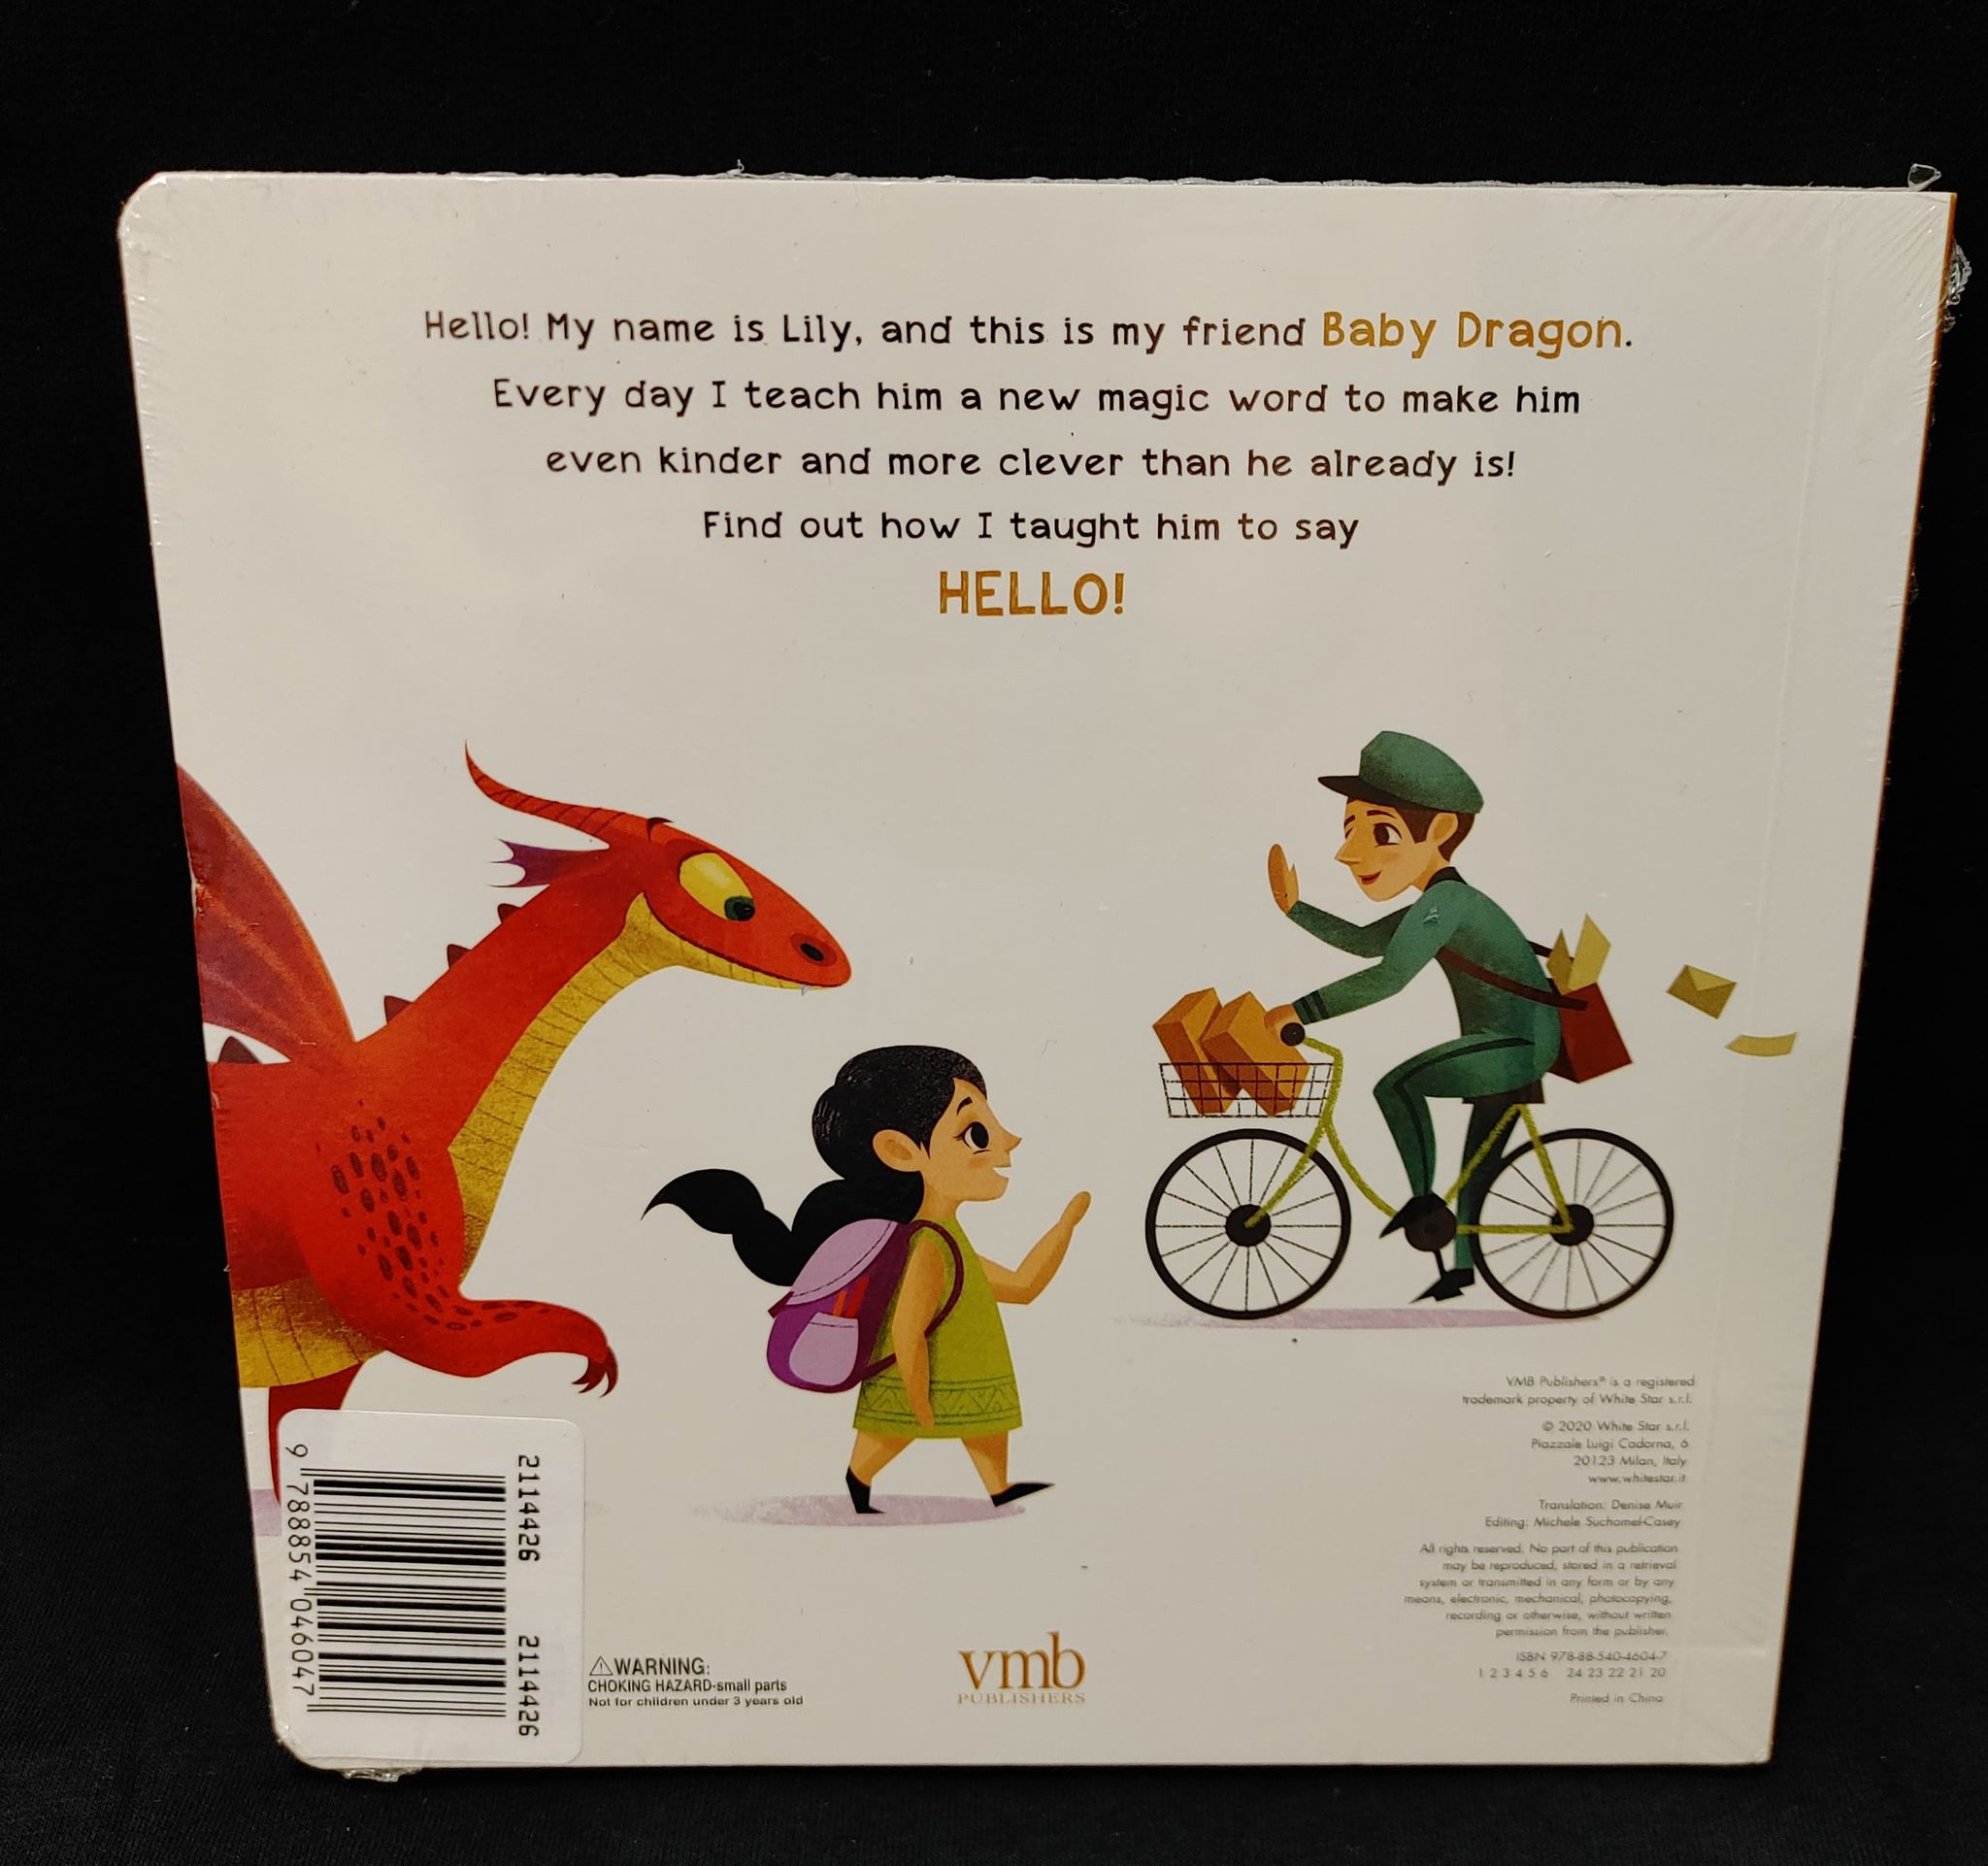 Hello! My name is Lily, and this is my friend Baby Dragon.
Every day I teach him a new magic word to make him
even kinder and more clever than he already is!
Find out how I taught him to say
HELLO!
VMB Publishers® is a registered
trademark property of White Star s.r.l.
© 2020 White Star s.r.l.
Piazzale Luigi Cadorna, 6
20123 Milan, Italy
www.whitestar.it
Translation: Denise Muir
Editing: Michele Suchomel-Casey
All rights reserved. No part of this publication
may be reproduced, stored in a retrieval
system or transmitted in any form or by any
means, electronic, mechanical, photocopying,
recording or otherwise, without written
permission from the publisher.
ISBN 978-88-540-4604-7
1 2 3 4 5 6 24 23 22 21 20
Printed in China
2114426 2114426
9 788854 046047
WARNING:
CHOKING HAZARD-small parts
Not for children under 3 years old
vmb
PUBLISHERS